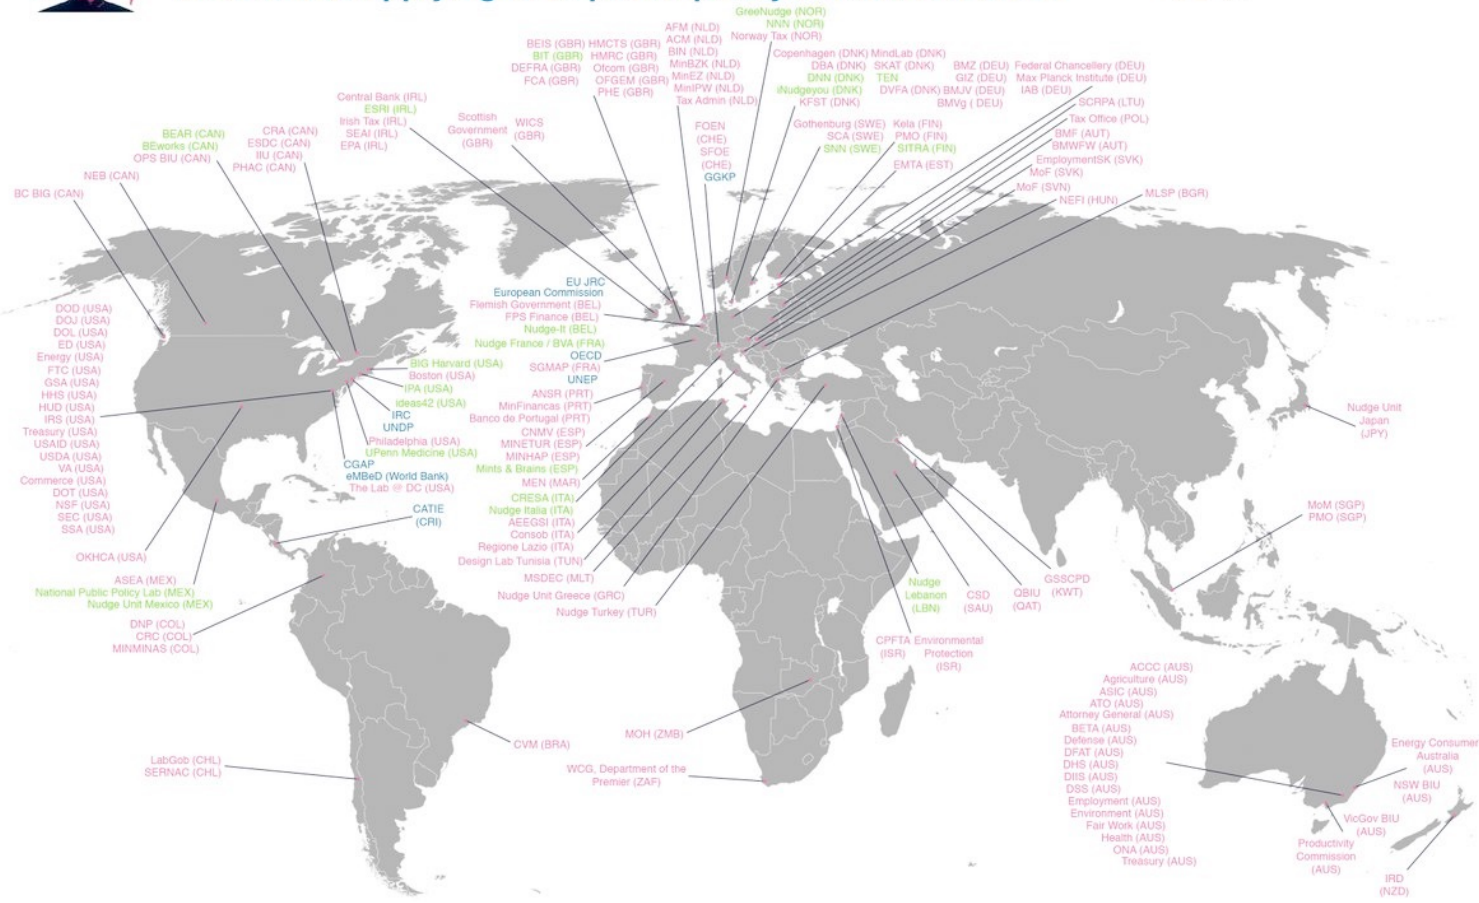 GreeNudge (NOR)
NNN (NOR)
Norway Tax (NOR)
AFM (NLD)
ACM (NLD)
BIN (NLD)
MinBZK (NLD)
MinEZ (NLD)
MinIPW (NLD)
Tax Admin (NLD)
BEIS (GBR) HMCTS (GBR)
BIT (GBR) HMRC (GBR)
DEFRA (GBR) Ofcom (GBR)
FCA (GBR) OFGEM (GBR)
PHE (GBR)
Copenhagen (DNK) MindLab (DNK)
DBA (DNK) SKAT (DNK)
DNN (DNK) TEN
iNudgeyou (DNK) DVFA (DNK)
KFST (DNK)
BMZ (DEU) Federal Chancellery (DEU)
GIZ (DEU) Max Planck Institute (DEU)
BMJV (DEU) IAB (DEU)
BMVg ( DEU)
SCRPA (LTU)
Tax Office (POL)
BMF (AUT)
BMWFW (AUT)
EmploymentSK (SVK)
MoF (SVK)
MoF (SVN)
NEFI (HUN)
MLSP (BGR)
Central Bank (IRL)
ESRI (IRL)
Irish Tax (IRL)
SEAI (IRL)
EPA (IRL)
Scottish
Government
(GBR)
WICS
(GBR)
FOEN
(CHE)
SFOE
(CHE)
GGKP
Gothenburg (SWE)
SCA (SWE)
SNN (SWE)
Kela (FIN)
PMO (FIN)
SITRA (FIN)
EMTA (EST)
BEAR (CAN)
BEworks (CAN)
OPS BIU (CAN)
CRA (CAN)
ESDC (CAN)
IIU (CAN)
PHAC (CAN)
NEB (CAN)
BC BIG (CAN)
DOD (USA)
DOJ (USA)
DOL (USA)
ED (USA)
Energy (USA)
FTC (USA)
GSA (USA)
HHS (USA)
HUD (USA)
IRS (USA)
Treasury (USA)
USAID (USA)
USDA (USA)
VA (USA)
Commerce (USA)
DOT (USA)
NSF (USA)
SEC (USA)
SSA (USA)
OKHCA (USA)
BIG Harvard (USA)
Boston (USA)
IPA (USA)
ideas42 (USA)
IRC
UNDP
Philadelphia (USA)
UPenn Medicine (USA)
CGAP
eMBeD (World Bank)
The Lab @ DC (USA)
CATIE
(CRI)
ASEA (MEX)
National Public Policy Lab (MEX)
Nudge Unit Mexico (MEX)
DNP (COL)
CRC (COL)
MINMINAS (COL)
LabGob (CHL)
SERNAC (CHL)
CVM (BRA)
EU JRC
European Commission
Flemish Government (BEL)
FPS Finance (BEL)
Nudge-It (BEL)
Nudge France / BVA (FRA)
OECD
SGMAP (FRA)
UNEP
ANSR (PRT)
MinFinancas (PRT)
Banco de Portugal (PRT)
CNMV (ESP)
MINETUR (ESP)
MINHAP (ESP)
Mints & Brains (ESP)
MEN (MAR)
CRESA (ITA)
Nudge Italia (ITA)
AEEGSI (ITA)
Consob (ITA)
Regione Lazio (ITA)
Design Lab Tunisia (TUN)
MSDEC (MLT)
Nudge Unit Greece (GRC)
Nudge Turkey (TUR)
MOH (ZMB)
WCG, Department of the
Premier (ZAF)
Nudge
Lebanon
(LBN)
CPFTA
(ISR)
Environmental
Protection
(ISR)
CSD
(SAU)
QBIU
(QAT)
GSSCPD
(KWT)
Nudge Unit
Japan
(JPY)
MoM (SGP)
PMO (SGP)
ACCC (AUS)
Agriculture (AUS)
ASIC (AUS)
ATO (AUS)
Attorney General (AUS)
BETA (AUS)
Defense (AUS)
DFAT (AUS)
DHS (AUS)
DIIS (AUS)
DSS (AUS)
Employment (AUS)
Environment (AUS)
Fair Work (AUS)
Health (AUS)
ONA (AUS)
Treasury (AUS)
Energy Consumer
Australia
(AUS)
NSW BIU
(AUS)
VicGov BIU
(AUS)
Productivity
Commission
(AUS)
IRD
(NZD)